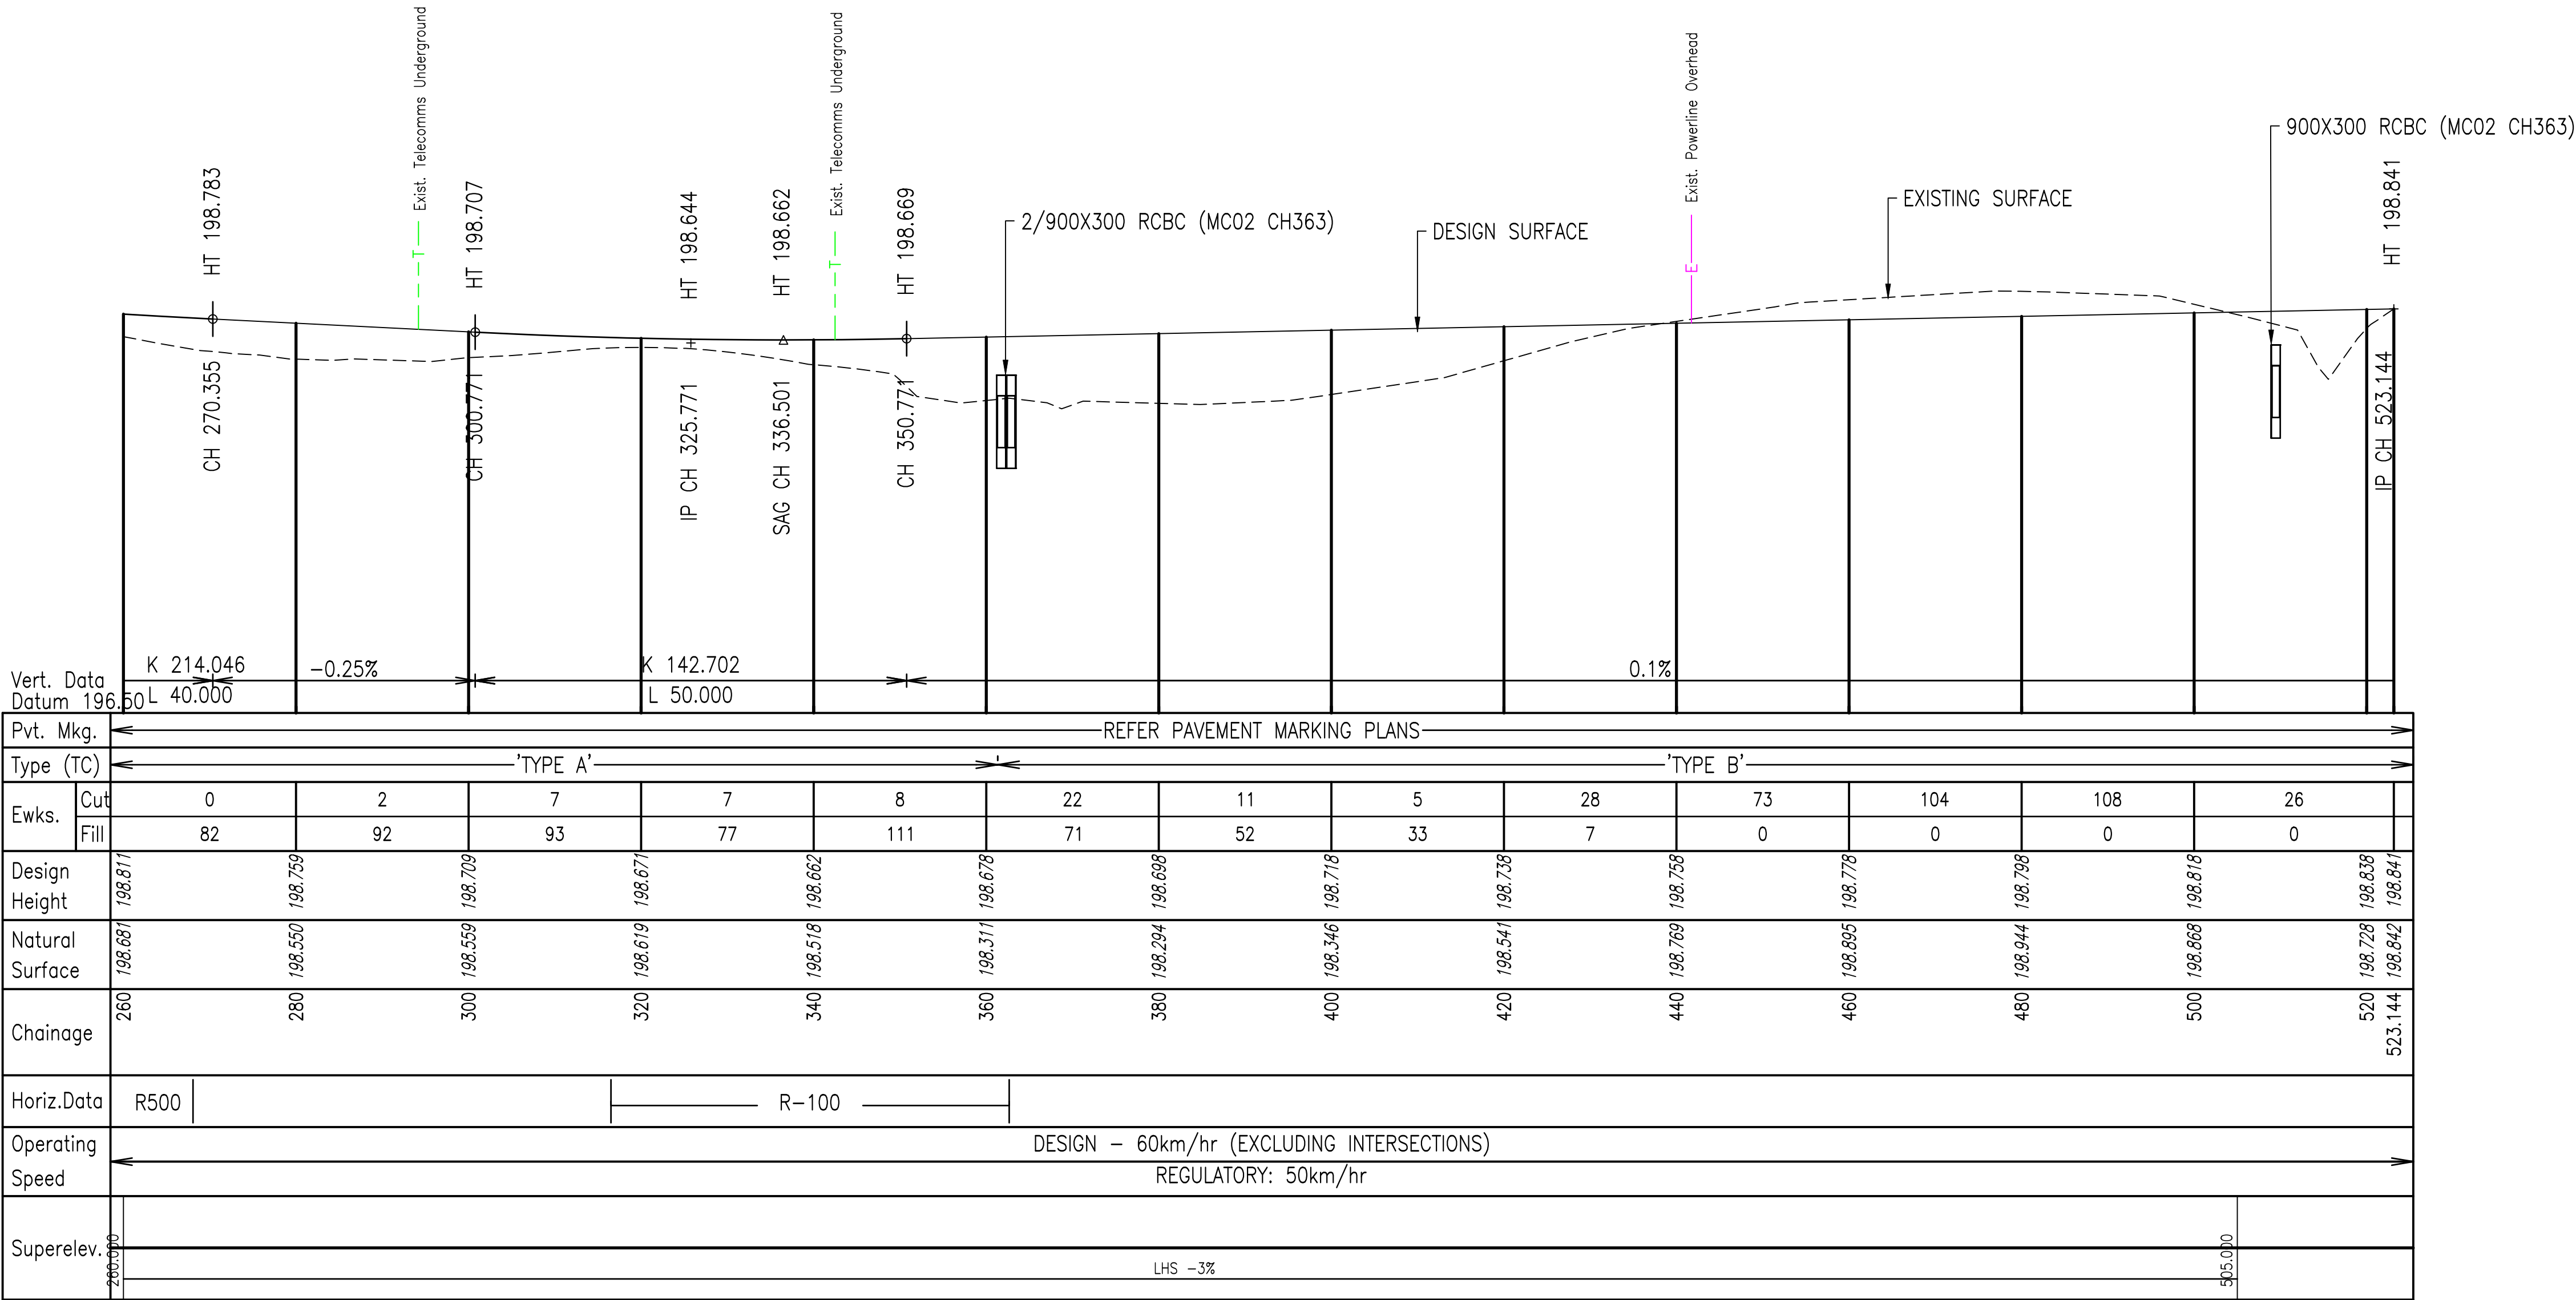 Exist. Telecomms Underground
Exist. Telecomms Underground
Exist. Powerline Overhead
900X300 RCBC (MC02 CH363)
HT 198.783
HT 198.707
HT 198.644
HT 198.662
HT 198.669
HT 198.841
2/900X300 RCBC (MC02 CH363)
DESIGN SURFACE
EXISTING SURFACE
T
T
E
CH 270.355
CH 300.771
IP CH 325.771
SAG CH 336.501
CH 350.771
IP CH 523.144
Vert. Data
K 214.046
-0.25%
K 142.702
0.1%
Datum 196.50
L 40.000
L 50.000
Pvt. Mkg.
REFER PAVEMENT MARKING PLANS
Type (TC)
'TYPE A'
'TYPE B'
Ewks.
Cut 0 2 7 7 8 22 11 5 28 73 104 108 26
Fill 82 92 93 77 111 71 52 33 7 0 0 0 0
Design
Height
198.811 198.759 198.709 198.671 198.662 198.678 198.698 198.718 198.738 198.758 198.778 198.798 198.818 198.838 198.841
Natural
Surface
198.681 198.550 198.559 198.619 198.518 198.311 198.294 198.346 198.541 198.769 198.895 198.944 198.868 198.728 198.842
Chainage
260 280 300 320 340 360 380 400 420 440 460 480 500 520 523.144
Horiz.Data
R500
R-100
Operating
Speed
DESIGN - 60km/hr (EXCLUDING INTERSECTIONS)
REGULATORY: 50km/hr
Superelev.
260.000
LHS -3%
505.000